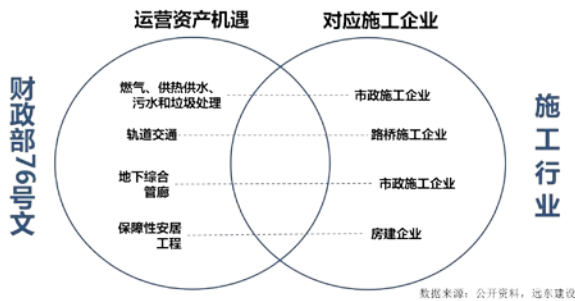 运营资产机遇
对应施工企业
财政部76号文
燃气、供热供水、
污水和垃圾处理
市政施工企业
轨道交通
路桥施工企业
地下综合
管廊
市政施工企业
保障性安居
工程
房建企业
施工行业
数据来源：公开资料，远东建设